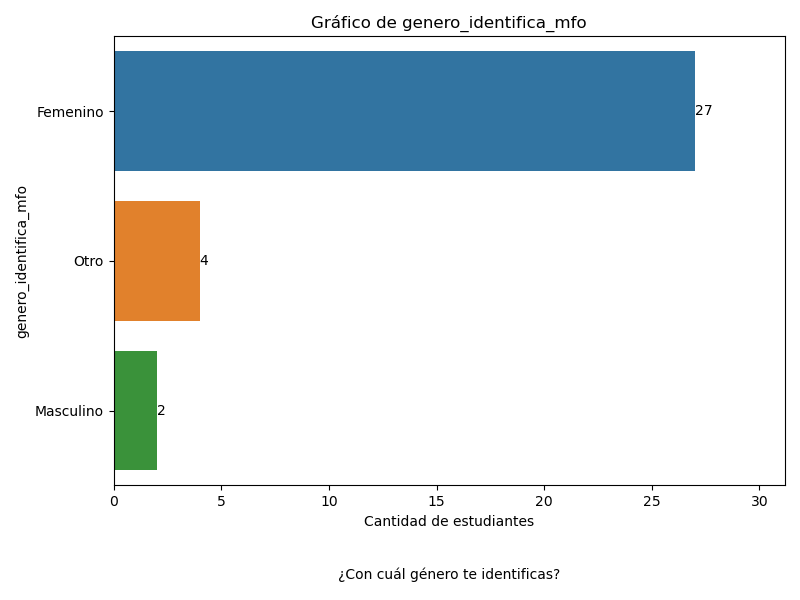 Gráfico de genero_identifica_mfo
Femenino
27
genero_identifica_mfo
Otro
4
Masculino
2
0 5 10 15 20 25 30
Cantidad de estudiantes
¿Con cuál género te identificas?